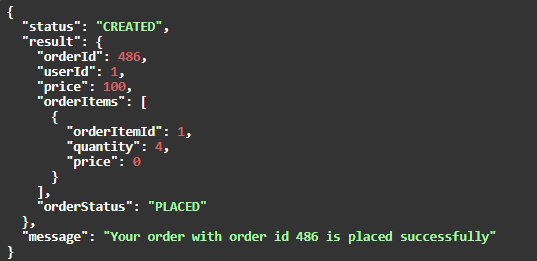 {
  "status": "CREATED",
  "result": {
    "orderId": 486,
    "userId": 1,
    "price": 100,
    "orderItems": [
      {
        "orderItemId": 1,
        "quantity": 4,
        "price": 0
      }
    ],
    "orderStatus": "PLACED"
  },
  "message": "Your order with order id 486 is placed successfully"
}